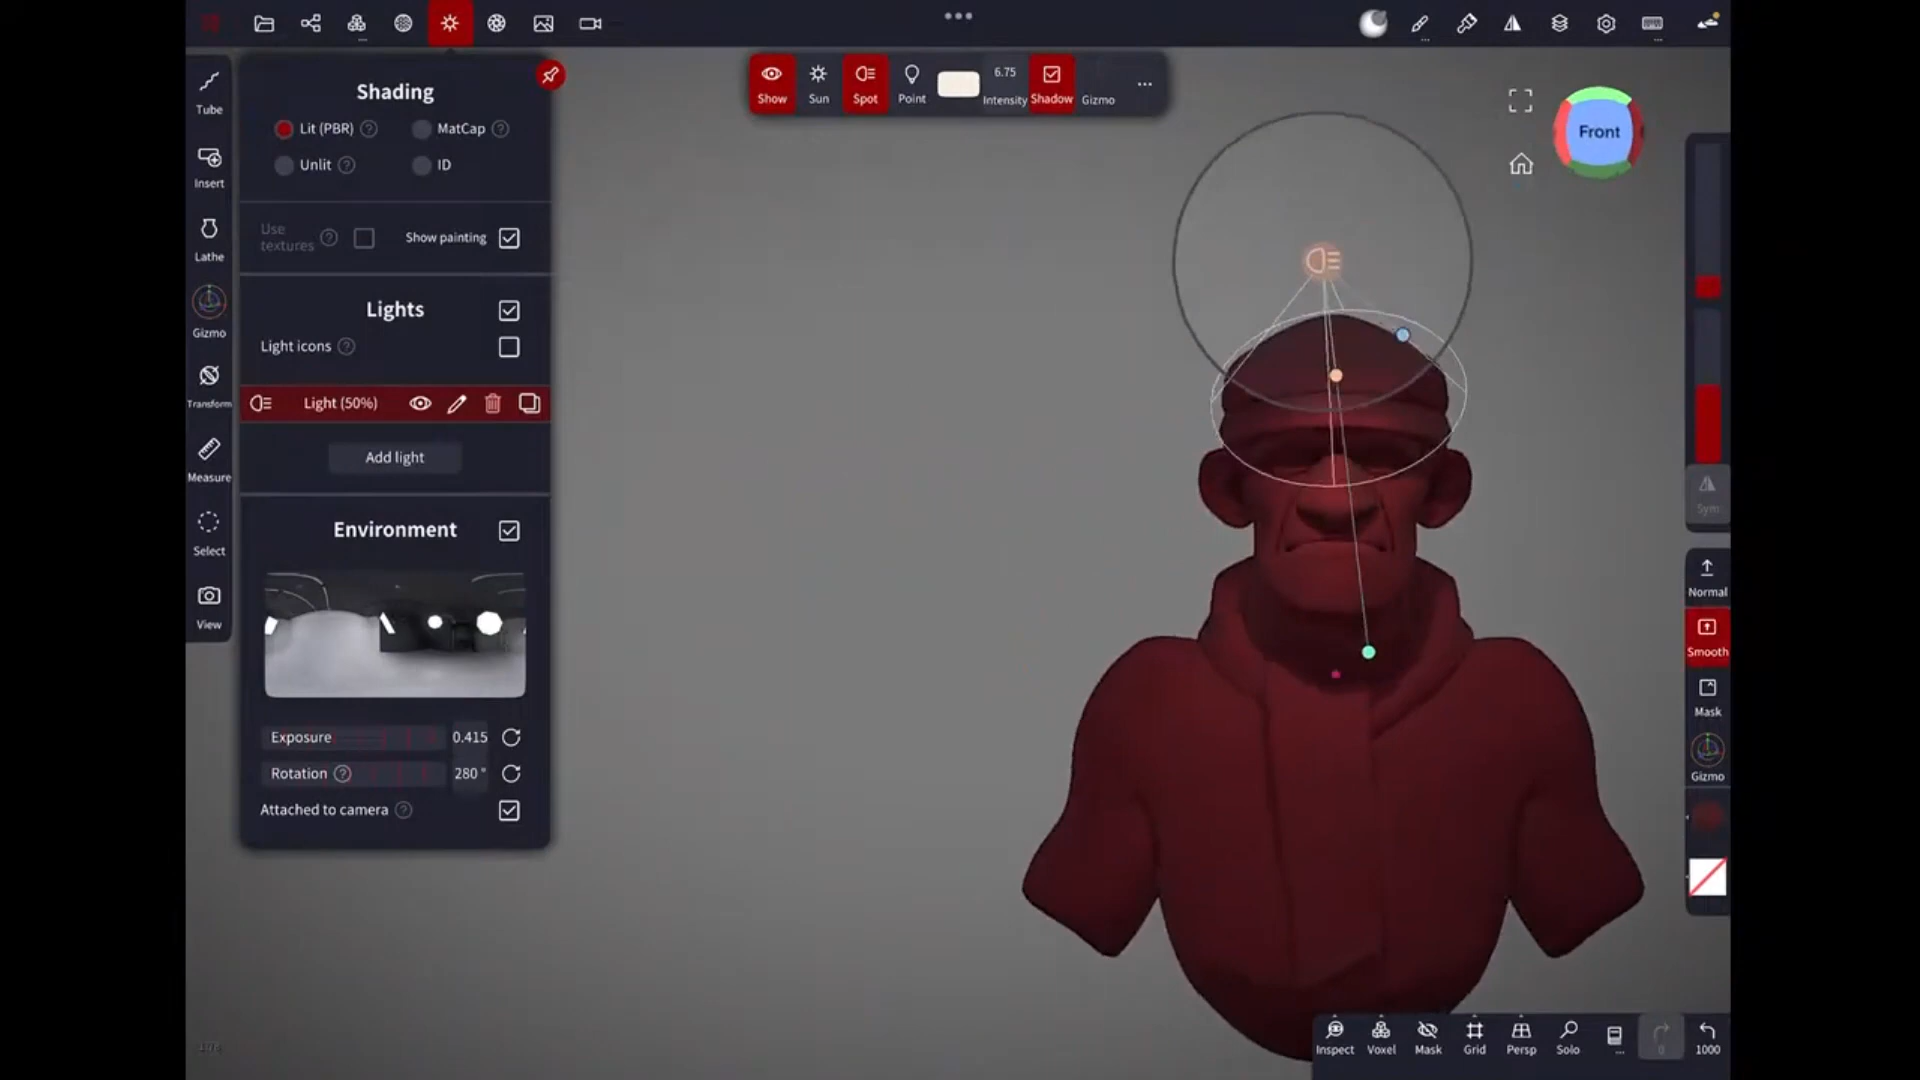 Tube
Insert
Lathe
Gizmo
Transform
Measure
Select
View
Shading
Lit (PBR) ?
MatCap ?
Unlit ?
ID
Use
textures ?
Show painting
Lights
Light icons ?
Light (50%)
Add light
Environment
Exposure
0.415
Rotation ?
280 °
Attached to camera ?
Show
Sun
Spot
Point
6.75
Intensity
Shadow
Gizmo
Front
Sym
Normal
Smooth
Mask
Gizmo
Inspect
Voxel
Mask
Grid
Persp
Solo
0
1000